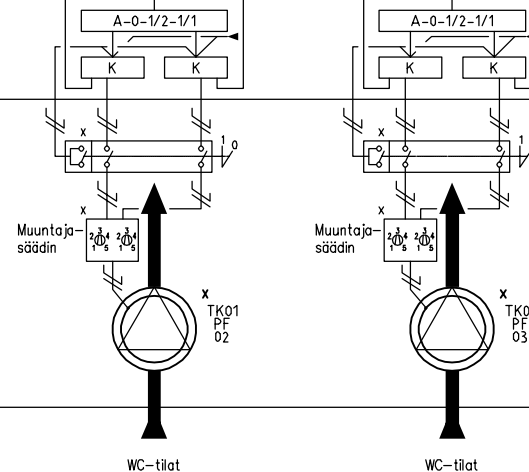 A-0-1/2-1/1
A-0-1/2-1/1
K
K
K
K
x
1
0
x
1
x
x
Muuntaja-
säädin
2 3 4
1 5
2 3 4
1 5
Muuntaja-
säädin
2 3 4
1 5
2 3 4
1 5
x
TK01
PF
02
x
TK0
PF
03
WC-tilat
WC-tilat